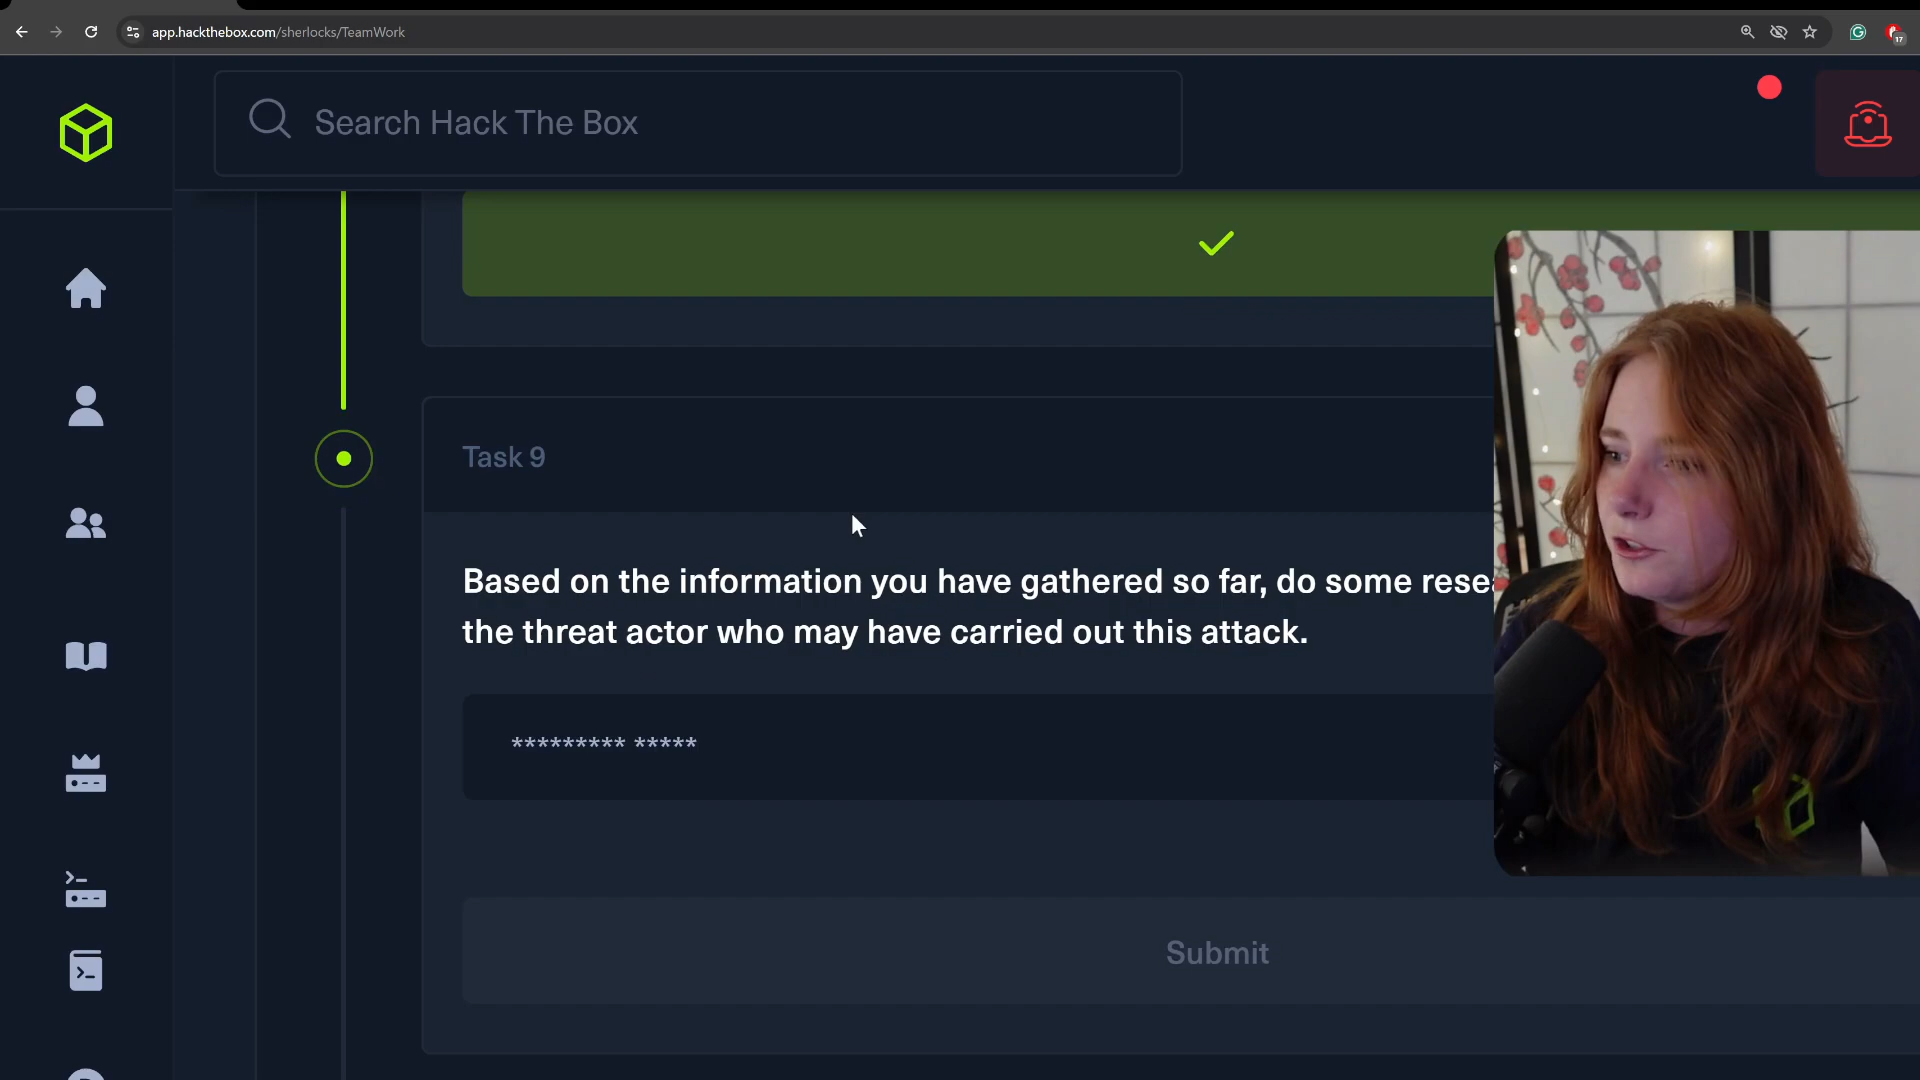 app.hackthebox.com/sherlocks/TeamWork
17
Search Hack The Box
Task 9
Based on the information you have gathered so far, do some
the threat actor who may have carried out this attack.
********* *****
Submit